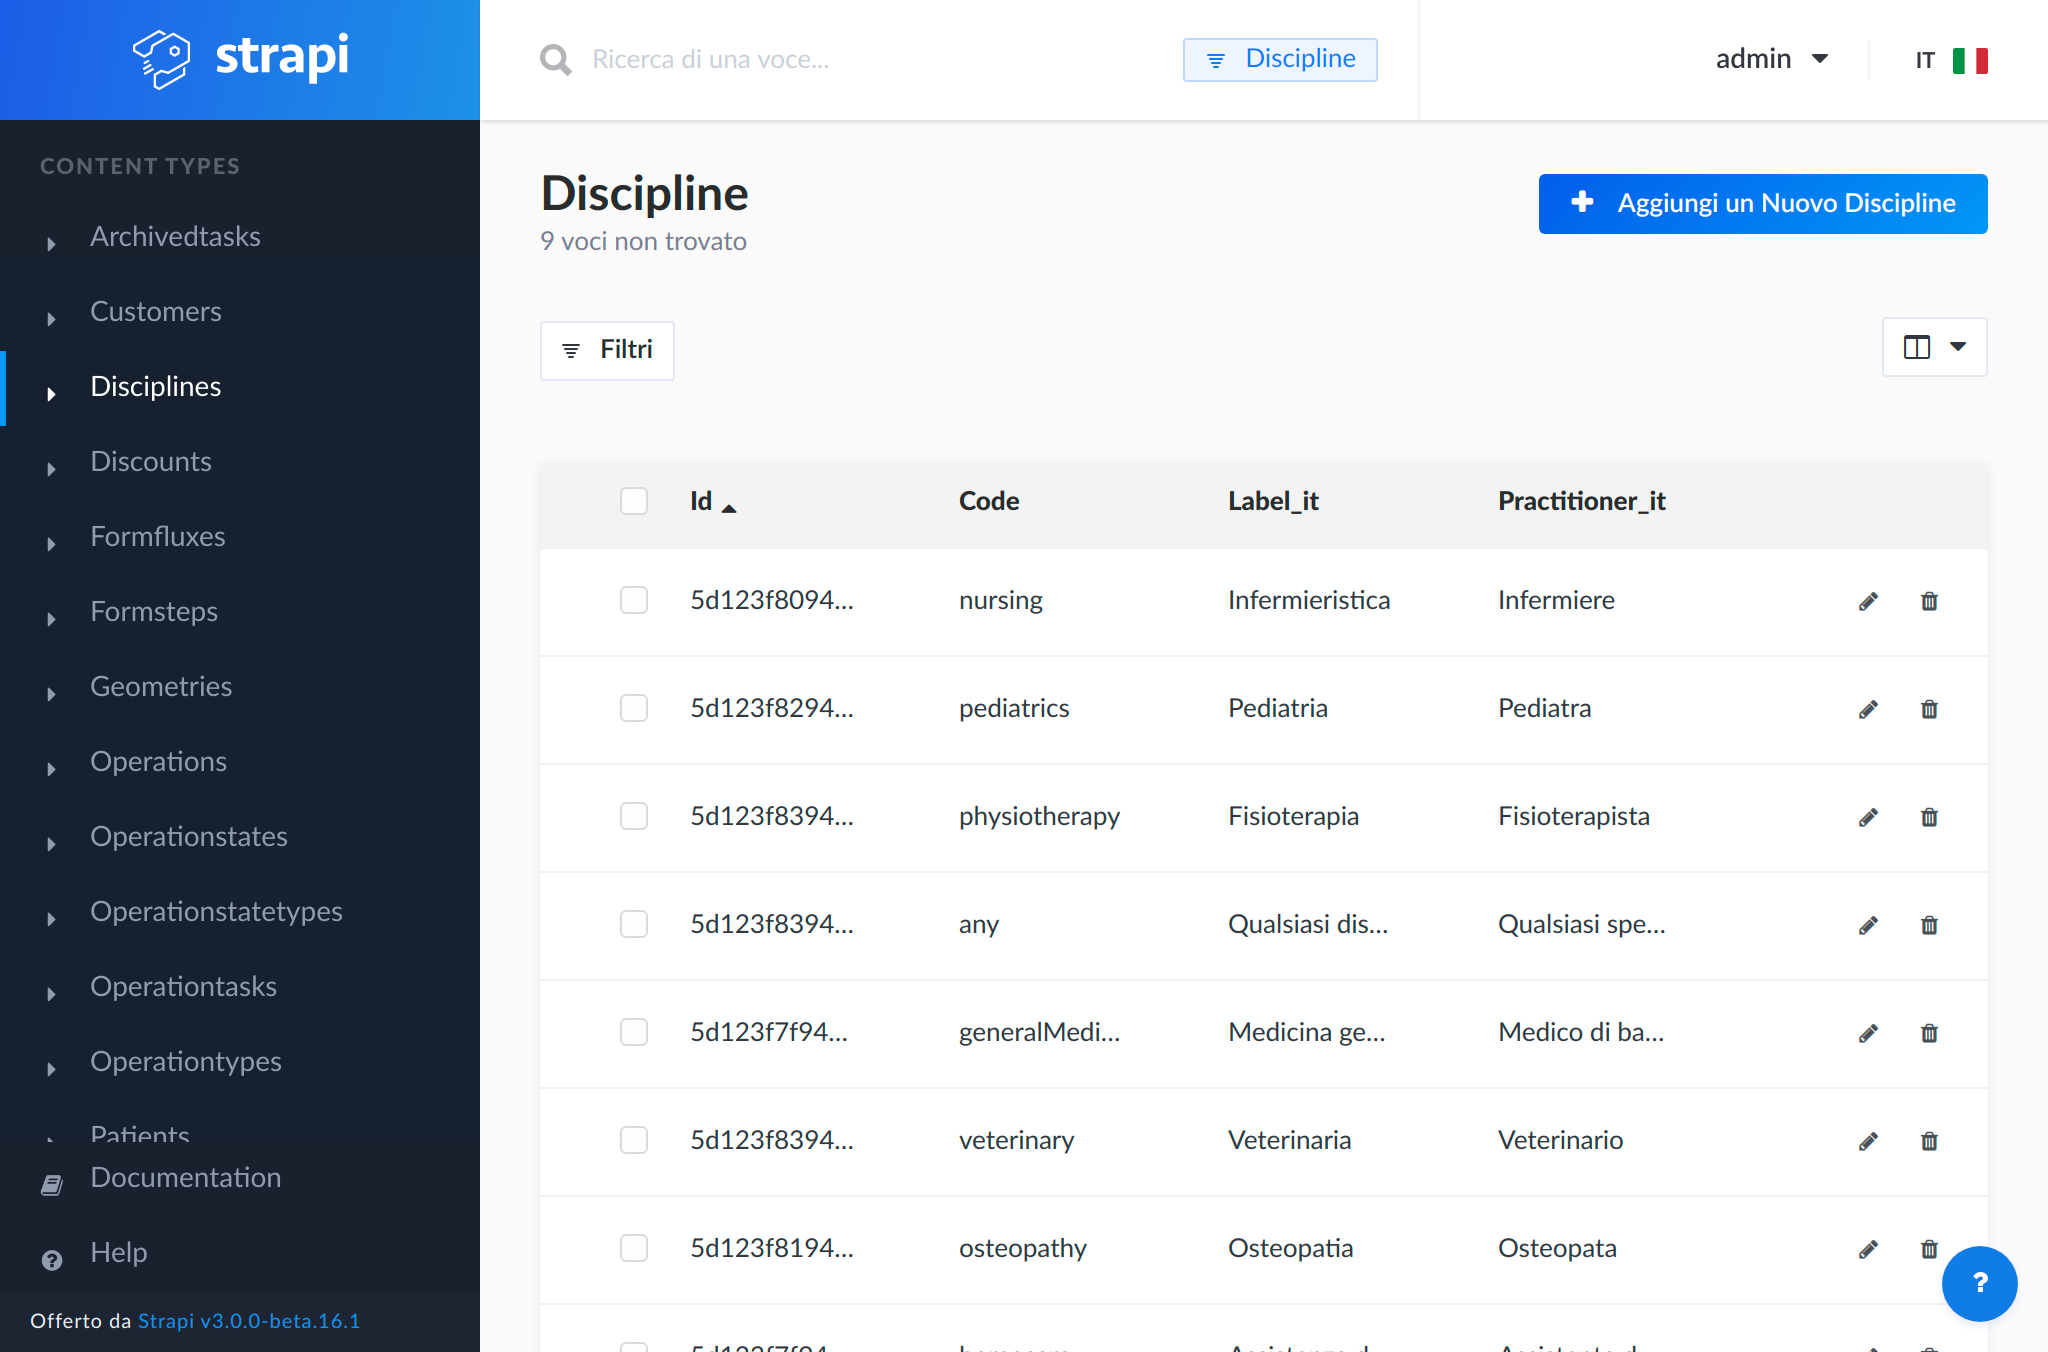 strapi
Ricerca di una voce...
Discipline
admin
IT
CONTENT TYPES
Archivedtasks
Customers
Disciplines
Discounts
Formfluxes
Formsteps
Geometries
Operations
Operationstates
Operationstatetypes
Operationtasks
Operationtypes
Patients
Documentation
Help
Offerto da Strapi v3.0.0-beta.16.1
Discipline
9 voci non trovato
Aggiungi un Nuovo Discipline
Filtri
Id Code Label_it Practitioner_it
5d123f8094... nursing Infermieristica Infermiere
5d123f8294... pediatrics Pediatria Pediatra
5d123f8394... physiotherapy Fisioterapia Fisioterapista
5d123f8394... any Qualsiasi dis... Qualsiasi spe...
5d123f7f94... generalMedi... Medicina ge... Medico di ba...
5d123f8394... veterinary Veterinaria Veterinario
5d123f8194... osteopathy Osteopatia Osteopata
?